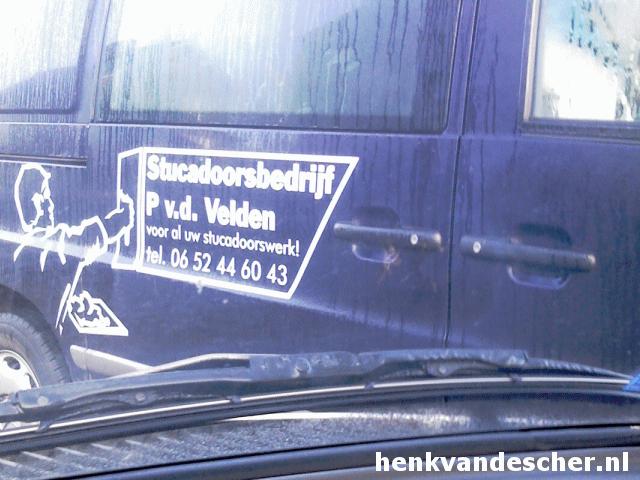 Stucadoorsbedrijf
P v.d. Velden
voor al uw stucadoorswerk!
tel. 06 52 44 60 43
henkvandescher.nl